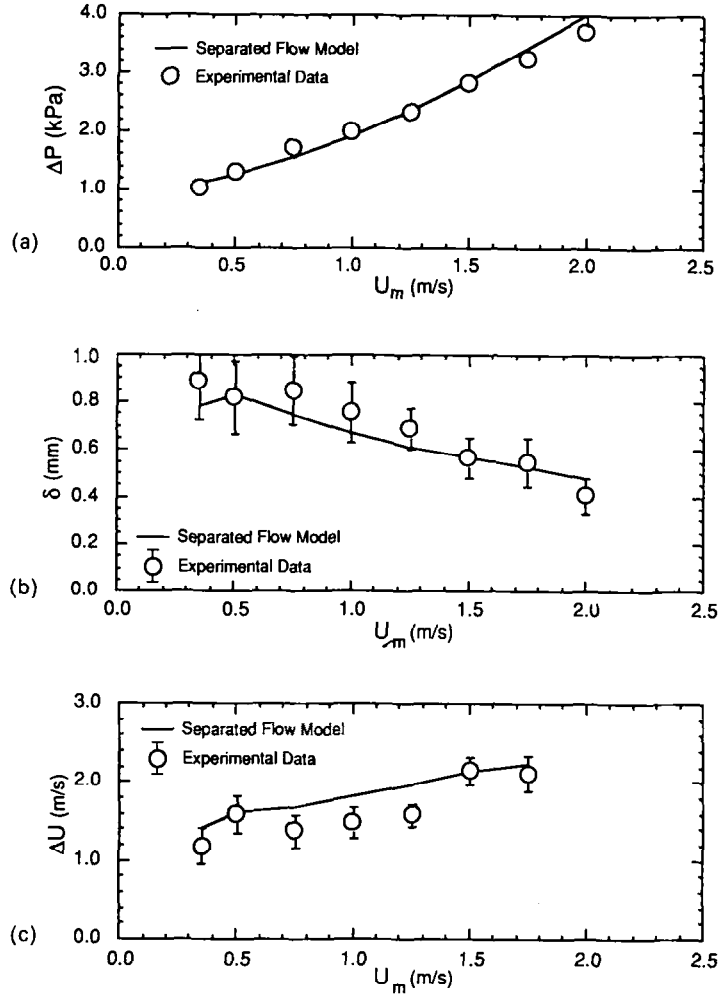 4.0
Separated Flow Model
3.0
Experimental Data
ΔP (kPa)
2.0
1.0
(a)
0.0
0.0 0.5 1.0 1.5 2.0 2.5
U_m (m/s)
1.0
0.8
0.6
δ (mm)
0.4
Separated Flow Model
0.2
Experimental Data
(b)
0.0
0.0 0.5 1.0 1.5 2.0 2.5
U_m (m/s)
3.0
Separated Flow Model
Experimental Data
2.0
ΔU (m/s)
1.0
(c)
0.0
0.0 0.5 1.0 1.5 2.0 2.5
U_m (m/s)